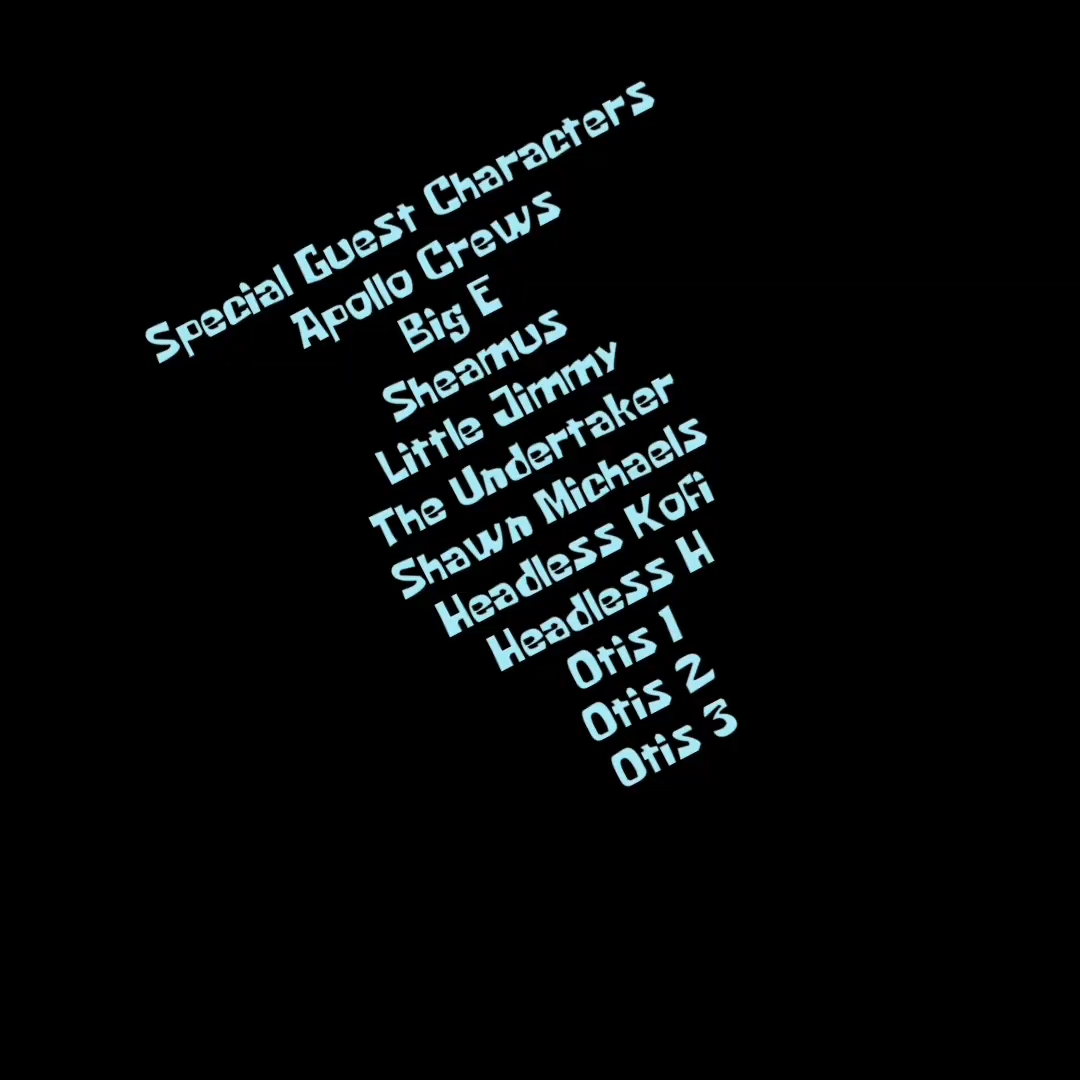 Special Guest Characters
Apollo Crews
Big E
Sheamus
Little Jimmy
The Undertaker
Shawn Michaels
Headless Kofi
Headless H
Otis 1
Otis 2
Otis 3